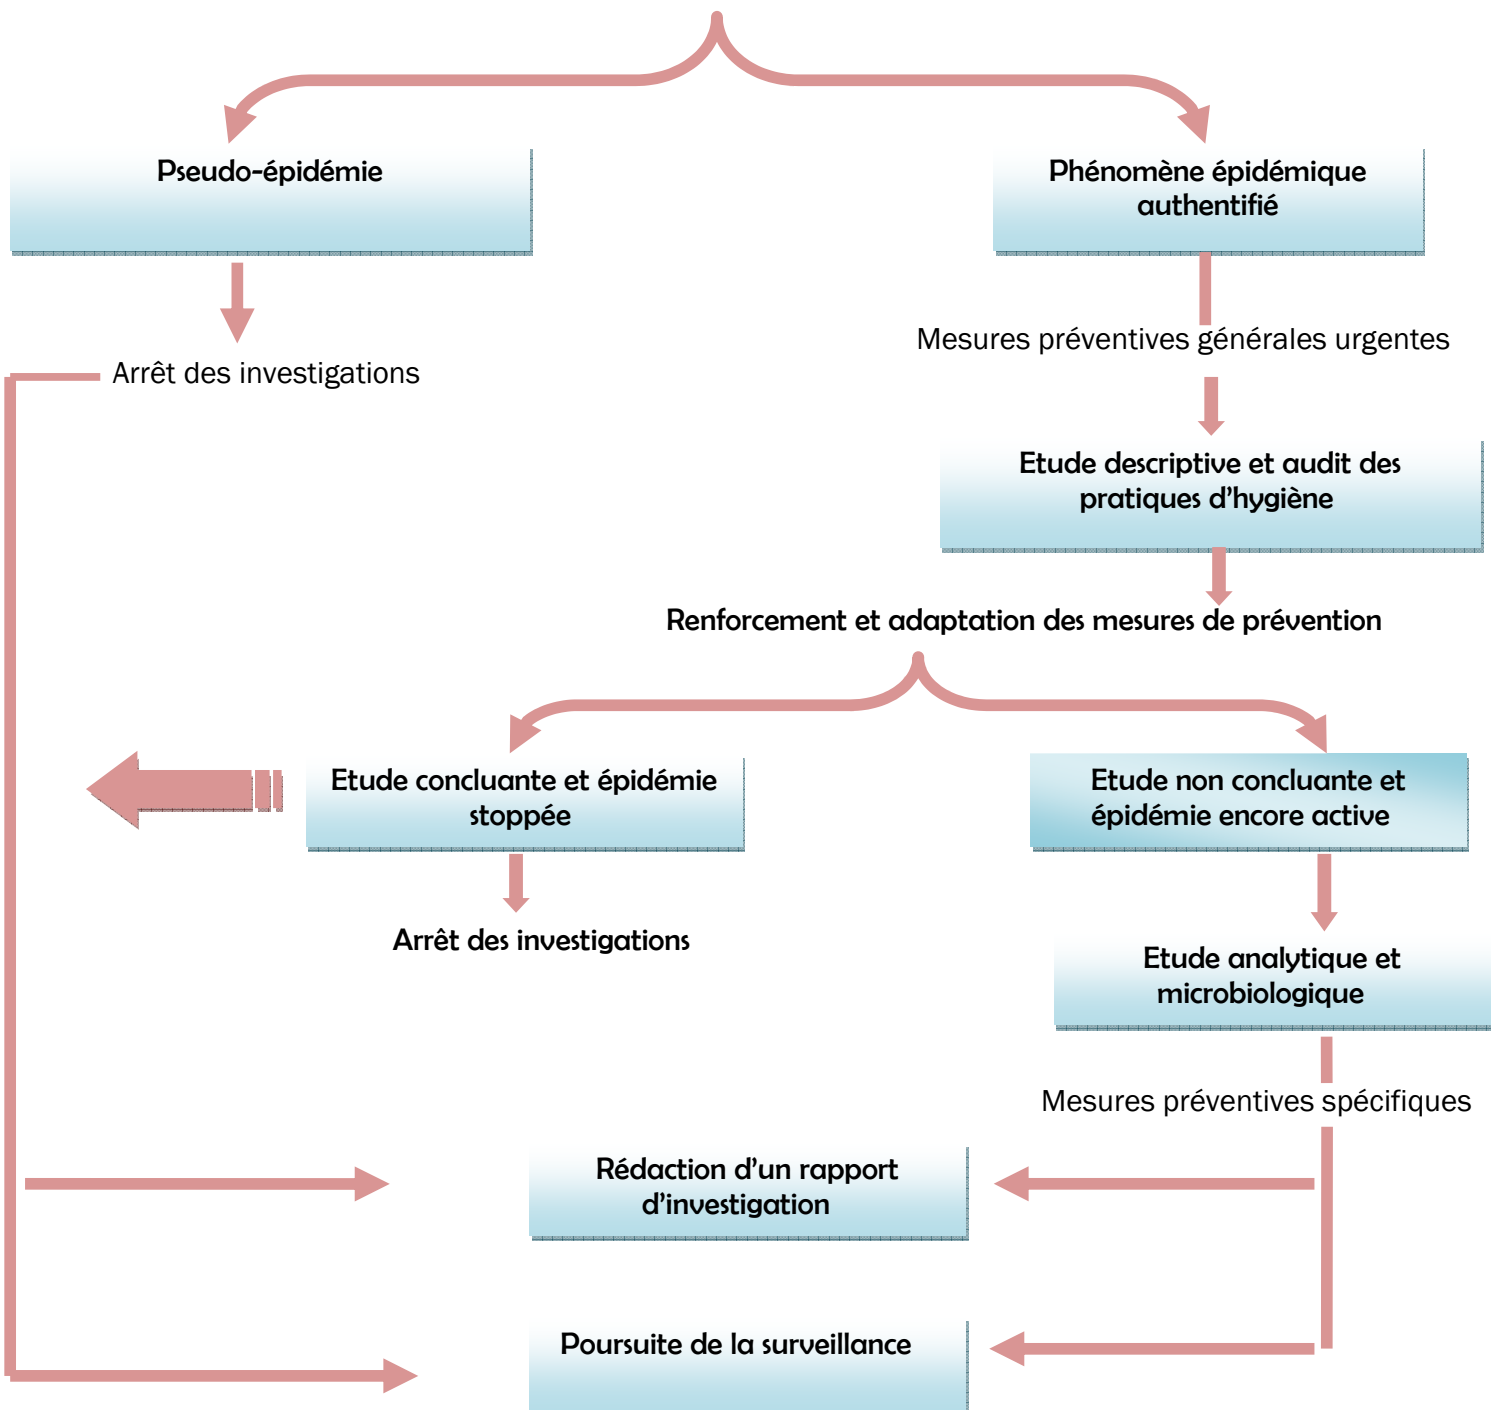 Pseudo-épidémie
Phénomène épidémique
authentifié
Arrêt des investigations
Mesures préventives générales urgentes
Etude descriptive et audit des
pratiques d'hygiène
Renforcement et adaptation des mesures de prévention
Etude concluante et épidémie
stoppée
Etude non concluante et
épidémie encore active
Arrêt des investigations
Etude analytique et
microbiologique
Mesures préventives spécifiques
Rédaction d'un rapport
d'investigation
Poursuite de la surveillance